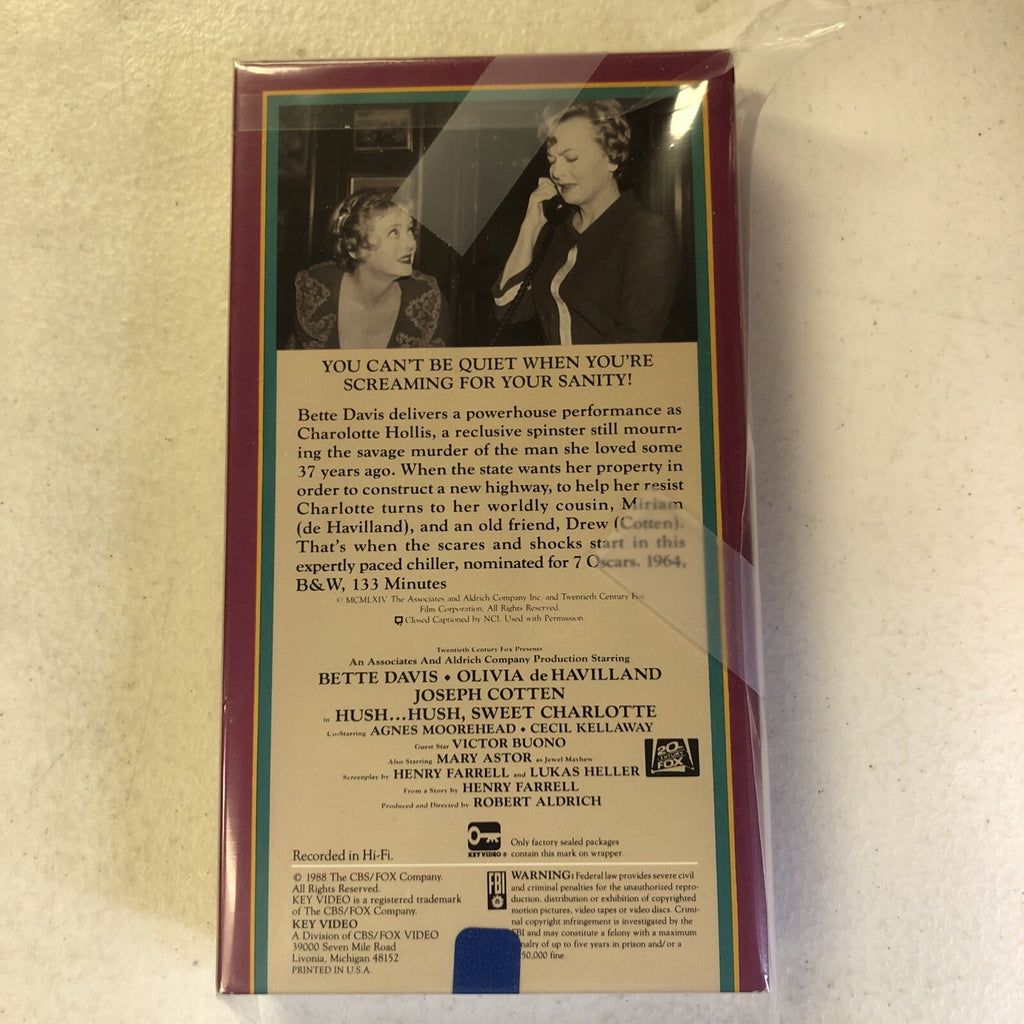 YOU CAN'T BE QUIET WHEN YOU'RE
SCREAMING FOR YOUR SANITY!
Bette Davis delivers a powerhouse performance as
Charolotte Hollis, a reclusive spinster still mourn-
ing the savage murder of the man she loved some
37 years ago. When the state wants her property in
order to construct a new highway, to help her resist
Charlotte turns to her worldly cousin, Miriam
(de Havilland), and an old friend, Drew (Cotten).
That's when the scares and shocks start in this
expertly paced chiller, nominated for 7 Oscars. 1964,
B&W, 133 Minutes
© MCMLXIV The Associates and Aldrich Company Inc. and Twentieth Century Fox
Film Corporation. All Rights Reserved.
Closed Captioned by NCI. Used with Permission.
Twentieth Century Fox Presents
An Associates And Aldrich Company Production Starring
BETTE DAVIS • OLIVIA de HAVILLAND
JOSEPH COTTEN
in HUSH...HUSH, SWEET CHARLOTTE
Co-Starring AGNES MOOREHEAD • CECIL KELLAWAY
Guest Star VICTOR BUONO
Also Starring MARY ASTOR as Jewel Mayhew
Screenplay by HENRY FARRELL and LUKAS HELLER
From a Story by HENRY FARRELL
Produced and Directed by ROBERT ALDRICH
20th CENTURY FOX
KEY VIDEO ®
Only factory sealed packages
contain this mark on wrapper.
Recorded in Hi-Fi.
© 1988 The CBS/FOX Company.
All Rights Reserved.
KEY VIDEO is a registered trademark
of The CBS/FOX Company.
KEY VIDEO
A Division of CBS/FOX VIDEO
39000 Seven Mile Road
Livonia, Michigan 48152
PRINTED IN U.S.A.
FBI
WARNING: Federal law provides severe civil
and criminal penalties for the unauthorized repro-
duction, distribution or exhibition of copyrighted
motion pictures, video tapes or video discs. Crimi-
nal copyright infringement is investigated by the
FBI and may constitute a felony with a maximum
of up to five years in prison and/or a
50,000 fine.